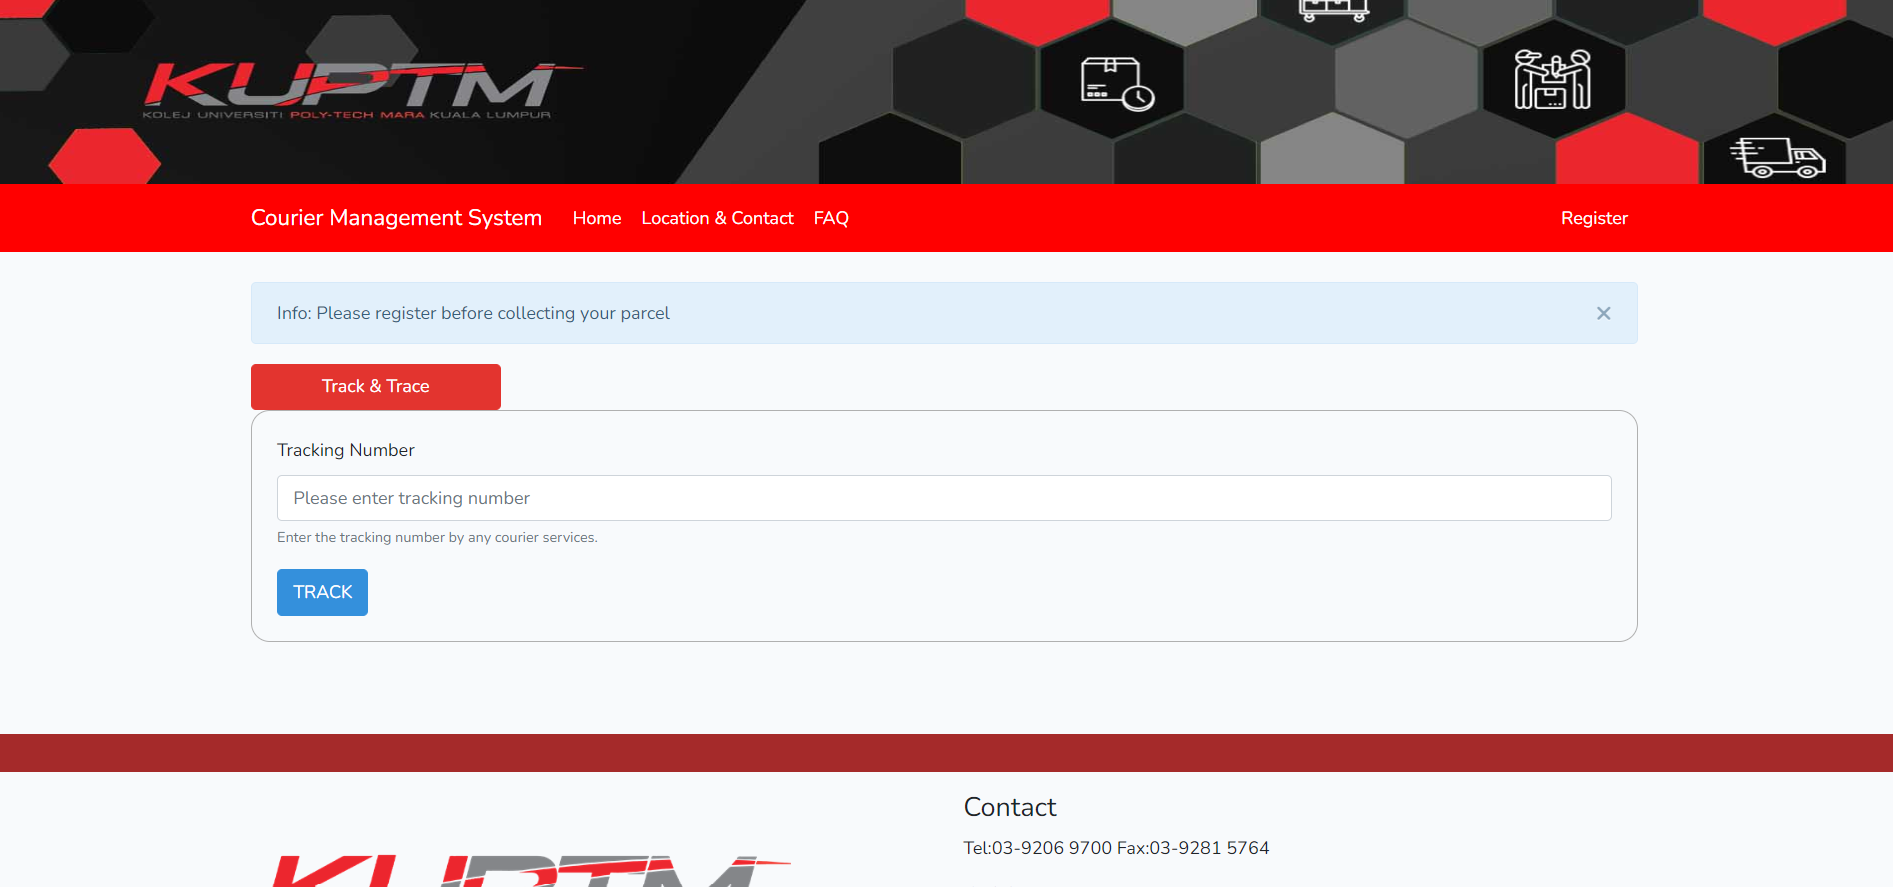 KUPTM
KOLEJ UNIVERSITI POLY-TECH MARA KUALA LUMPUR
Courier Management System Home Location & Contact FAQ Register
Info: Please register before collecting your parcel ×
Track & Trace
Tracking Number
Please enter tracking number
Enter the tracking number by any courier services.
TRACK
Contact
Tel:03-9206 9700 Fax:03-9281 5764
KUPTM